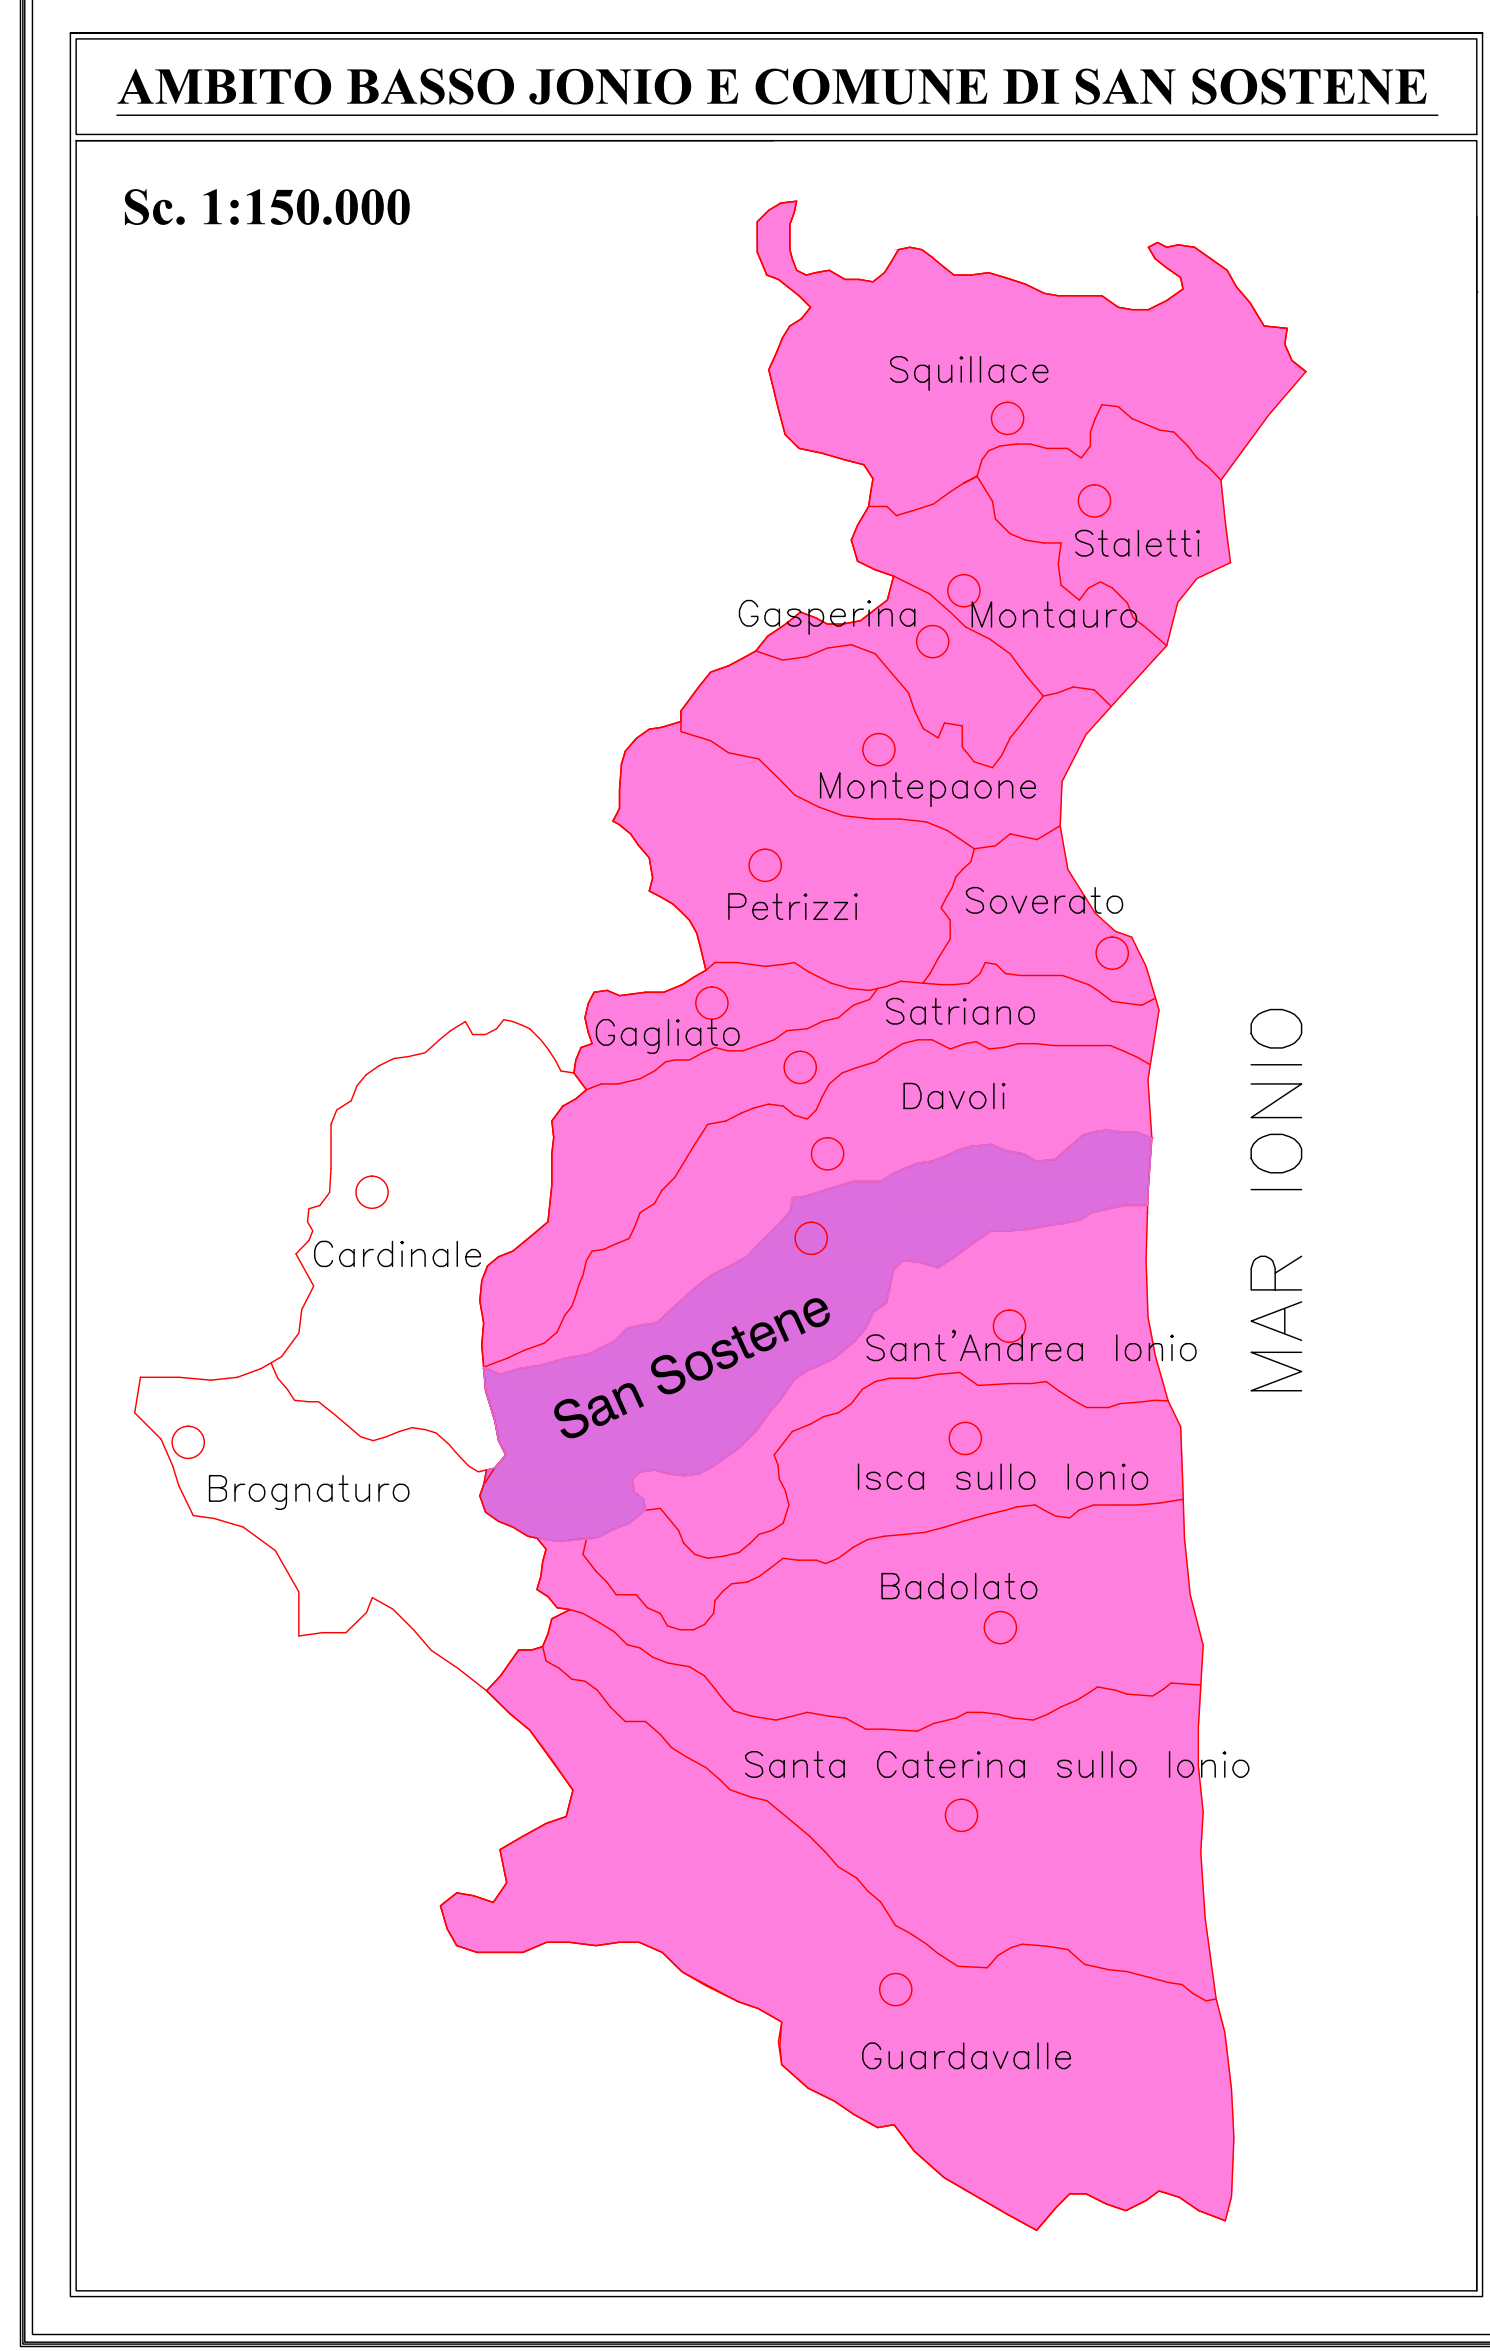 AMBITO BASSO JONIO E COMUNE DI SAN SOSTENE
Sc. 1:150.000
Squillace
Staletti
Gasperina
Montauro
Montepaone
Petrizzi
Soverato
Gagliato
Satriano
Davoli
MAR IONIO
Cardinale
San Sostene
Sant'Andrea Ionio
Brognaturo
Isca sullo Ionio
Badolato
Santa Caterina sullo Ionio
Guardavalle